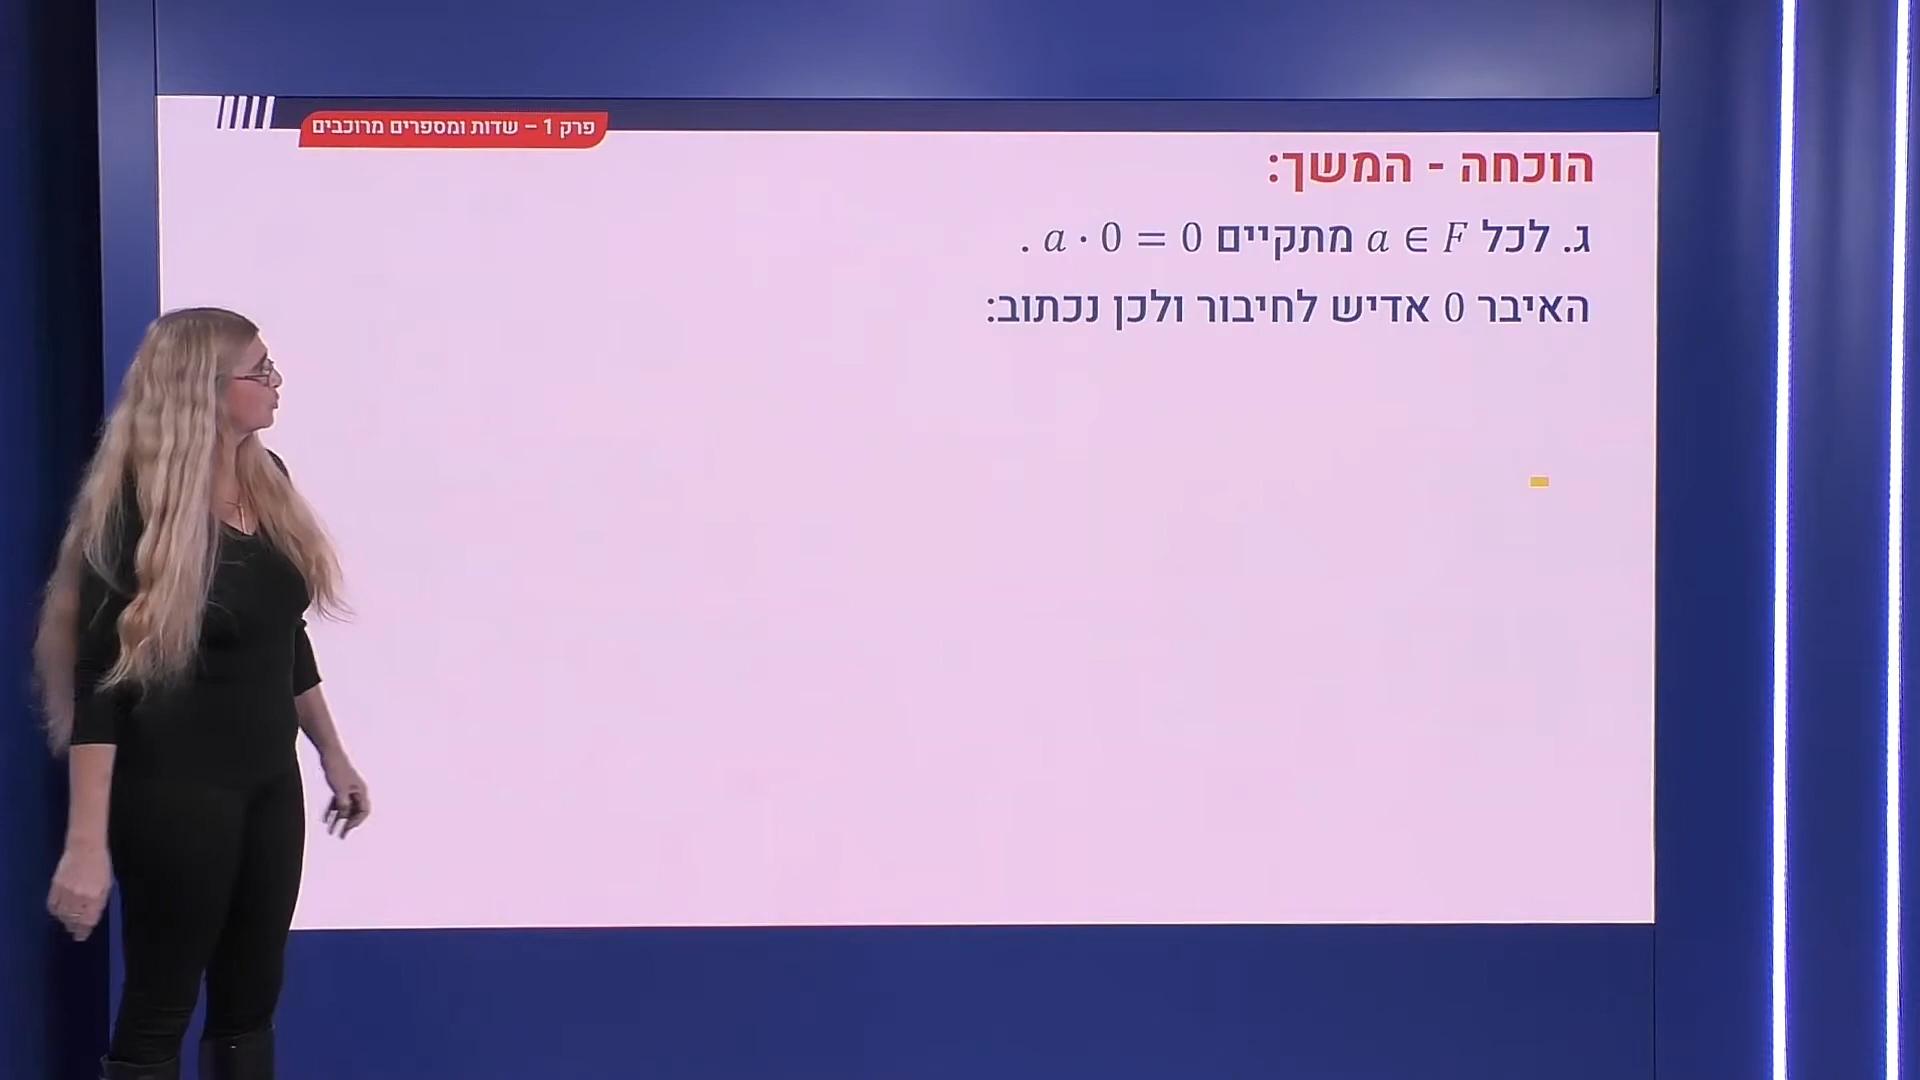 פרק 1 – שדות ומספרים מרוכבים
הוכחה - המשך:
ג. לכל a ∈ F מתקיים a · 0 = 0 .
האיבר 0 אדיש לחיבור ולכן נכתוב: